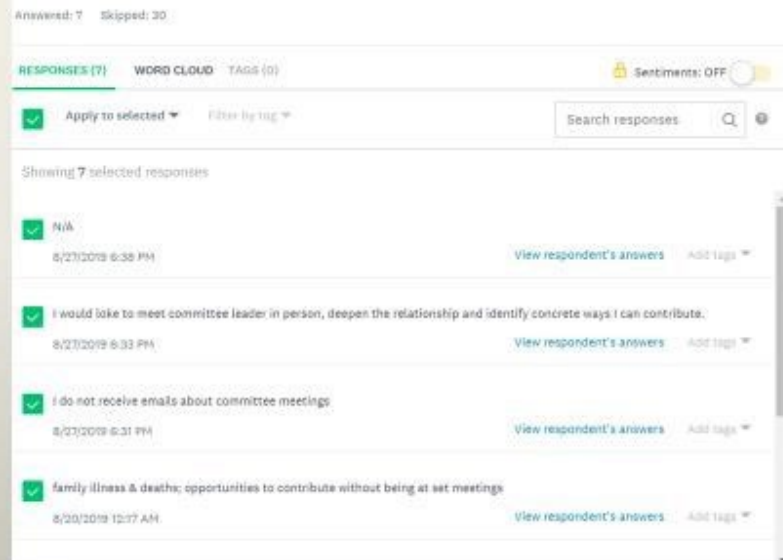 Answered: 7 Skipped: 20
RESPONSES (7) WORD CLOUD TAGS (0) Sentiments: OFF
Apply to selected Filter by tag Search responses
Showing 7 selected responses
N/A
8/27/2019 6:38 PM View respondent's answers Add tags
I would loke to meet committee leader in person, deepen the relationship and identify concrete ways I can contribute.
8/27/2019 6:33 PM View respondent's answers Add tags
I do not receive emails about committee meetings
8/27/2019 6:31 PM View respondent's answers Add tags
family illness & deaths; opportunities to contribute without being at set meetings
8/20/2019 12:17 AM View respondent's answers Add tags